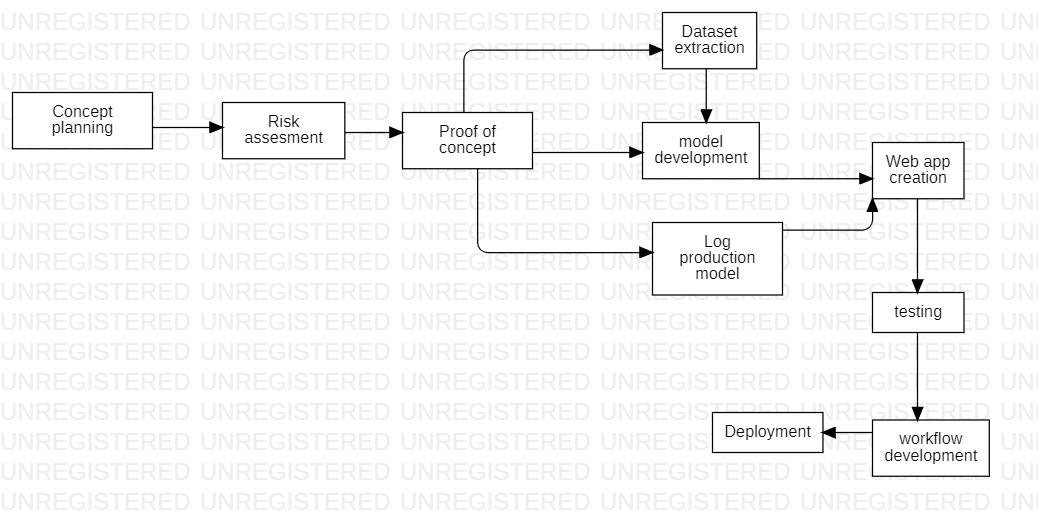 Concept
planning
Risk
assesment
Proof of
concept
Dataset
extraction
model
development
Log
production
model
Web app
creation
testing
workflow
development
Deployment
UNREGISTERED UNREGISTERED UNREGISTERED UNREGISTERED UNREGISTERED UNI